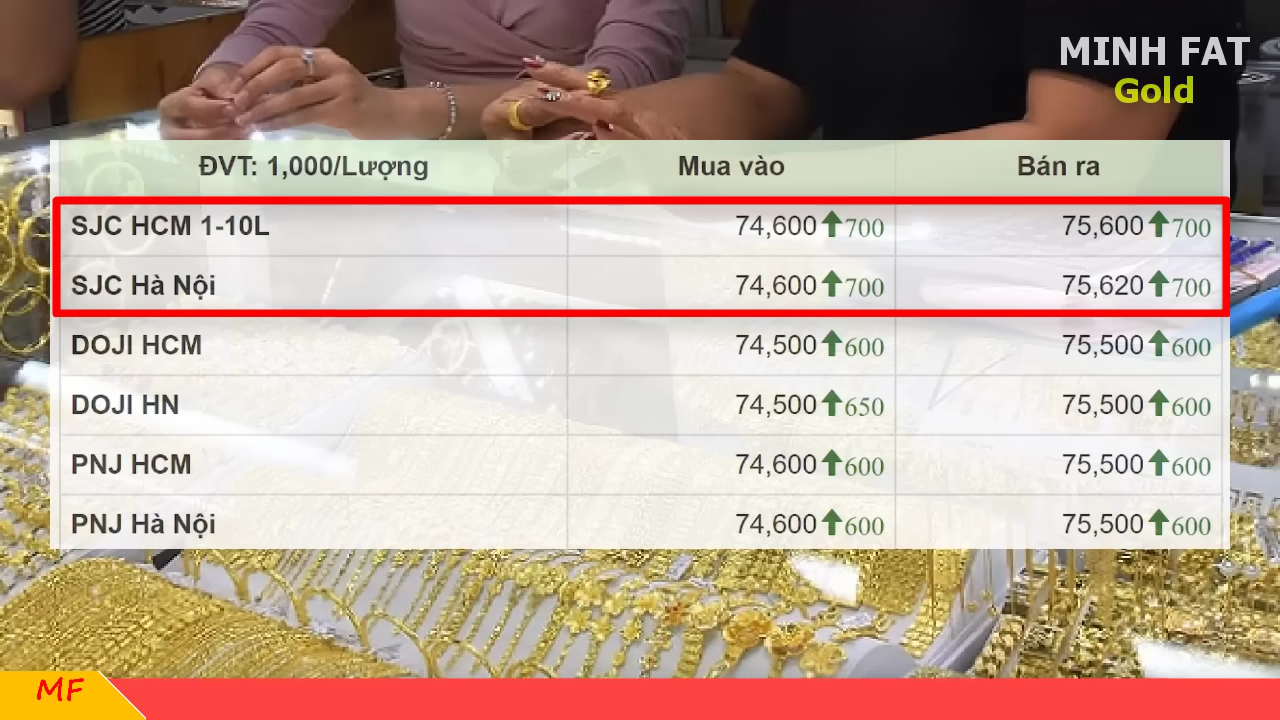 MINH FAT
Gold
ĐVT: 1,000/Lượng Mua vào Bán ra
SJC HCM 1-10L 74,600 700 75,600 700
SJC Hà Nội 74,600 700 75,620 700
DOJI HCM 74,500 600 75,500 600
DOJI HN 74,500 650 75,500 600
PNJ HCM 74,600 600 75,500 600
PNJ Hà Nội 74,600 600 75,500 600
MF